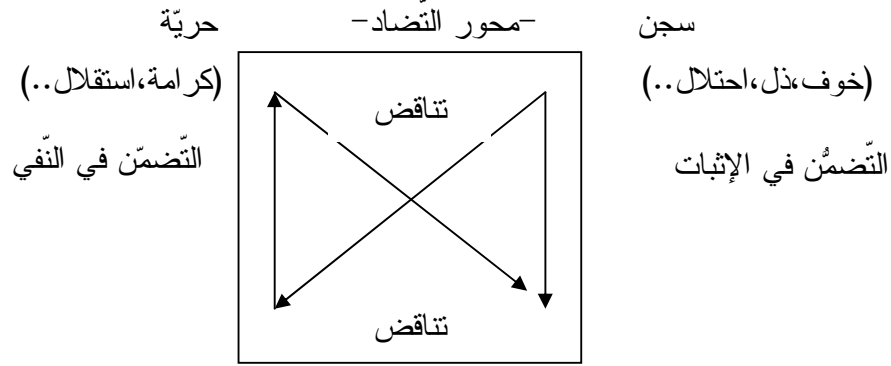 سجن -محور التّضاد- حريّة
(خوف،ذل،احتلال..) (كرامة،استقلال..)
تناقض
التّضمُّن في الإثبات التّضمّن في النّفي
تناقض